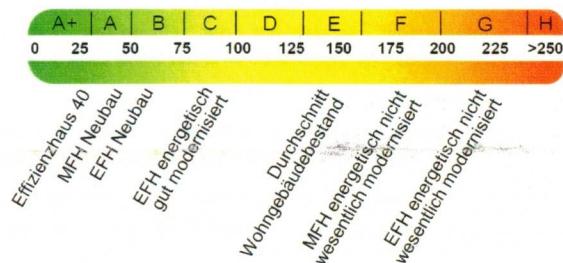 A+ A B C D E F G H
0 25 50 75 100 125 150 175 200 225 >250
Effizienzhaus 40
MFH Neubau
EFH Neubau
EFH energetisch
gut modernisiert
Durchschnitt
Wohngebäudebestand
MFH energetisch nicht
wesentlich modernisiert
EFH energetisch nicht
wesentlich modernisiert